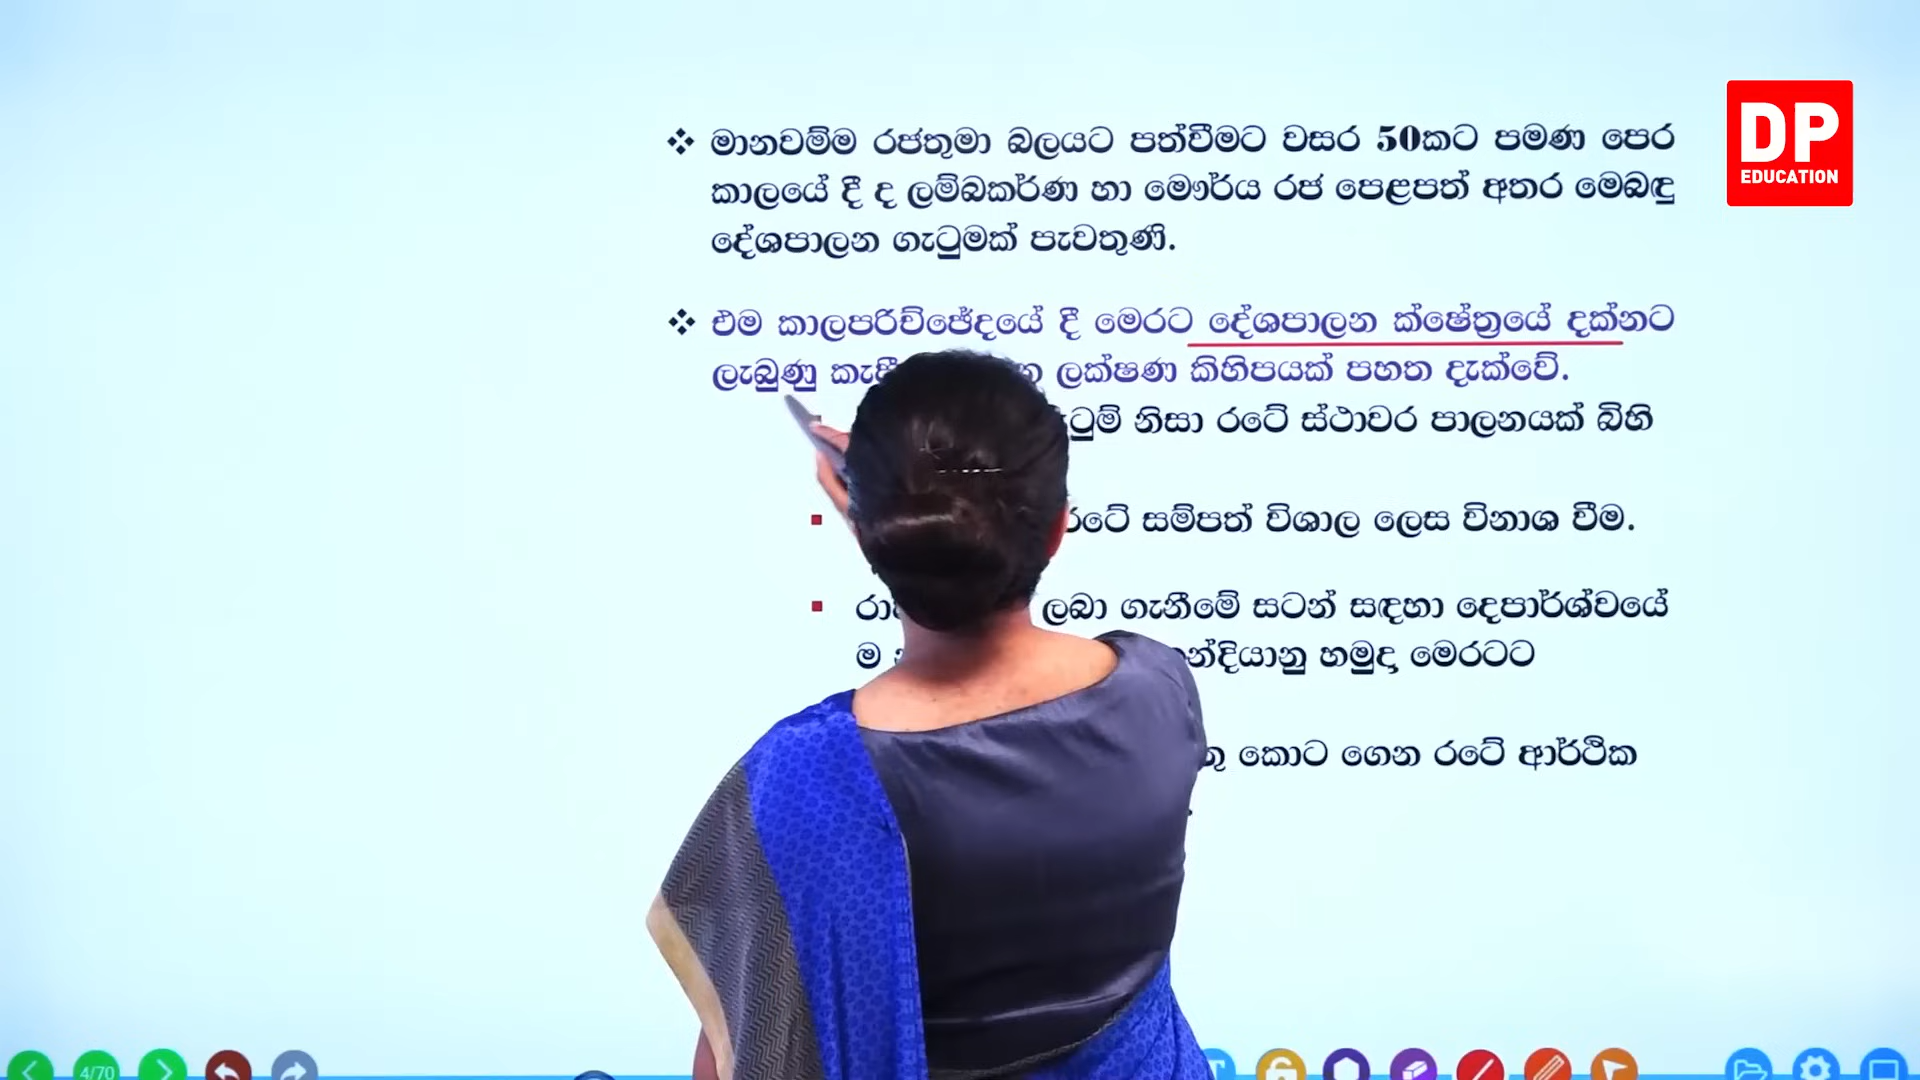 DP
EDUCATION
❖ මානවම්ම රජතුමා බලයට පත්වීමට වසර 50කට පමණ පෙර
කාලයේ දී ද ලම්බකර්ණ හා මෞර්ය රජ පෙළපත් අතර මෙබඳු
දේශපාලන ගැටුමක් පැවතුණි.
❖ එම කාලපරිච්ඡේදයේ දී මෙරට දේශපාලන ක්ෂේත්‍රයේ දක්නට
ලැබුණු ලක්ෂණ කිහිපයක් පහත දැක්වේ.
නිසා රටේ ස්ථාවර පාලනයක් බිහි
රටේ සම්පත් විශාල ලෙස විනාශ වීම.
ලබා ගැනීමේ සටන් සඳහා දෙපාර්ශ්වයේ
ම හමුදා මෙරටට
කොට ගෙන රටේ ආර්ථික
4/70